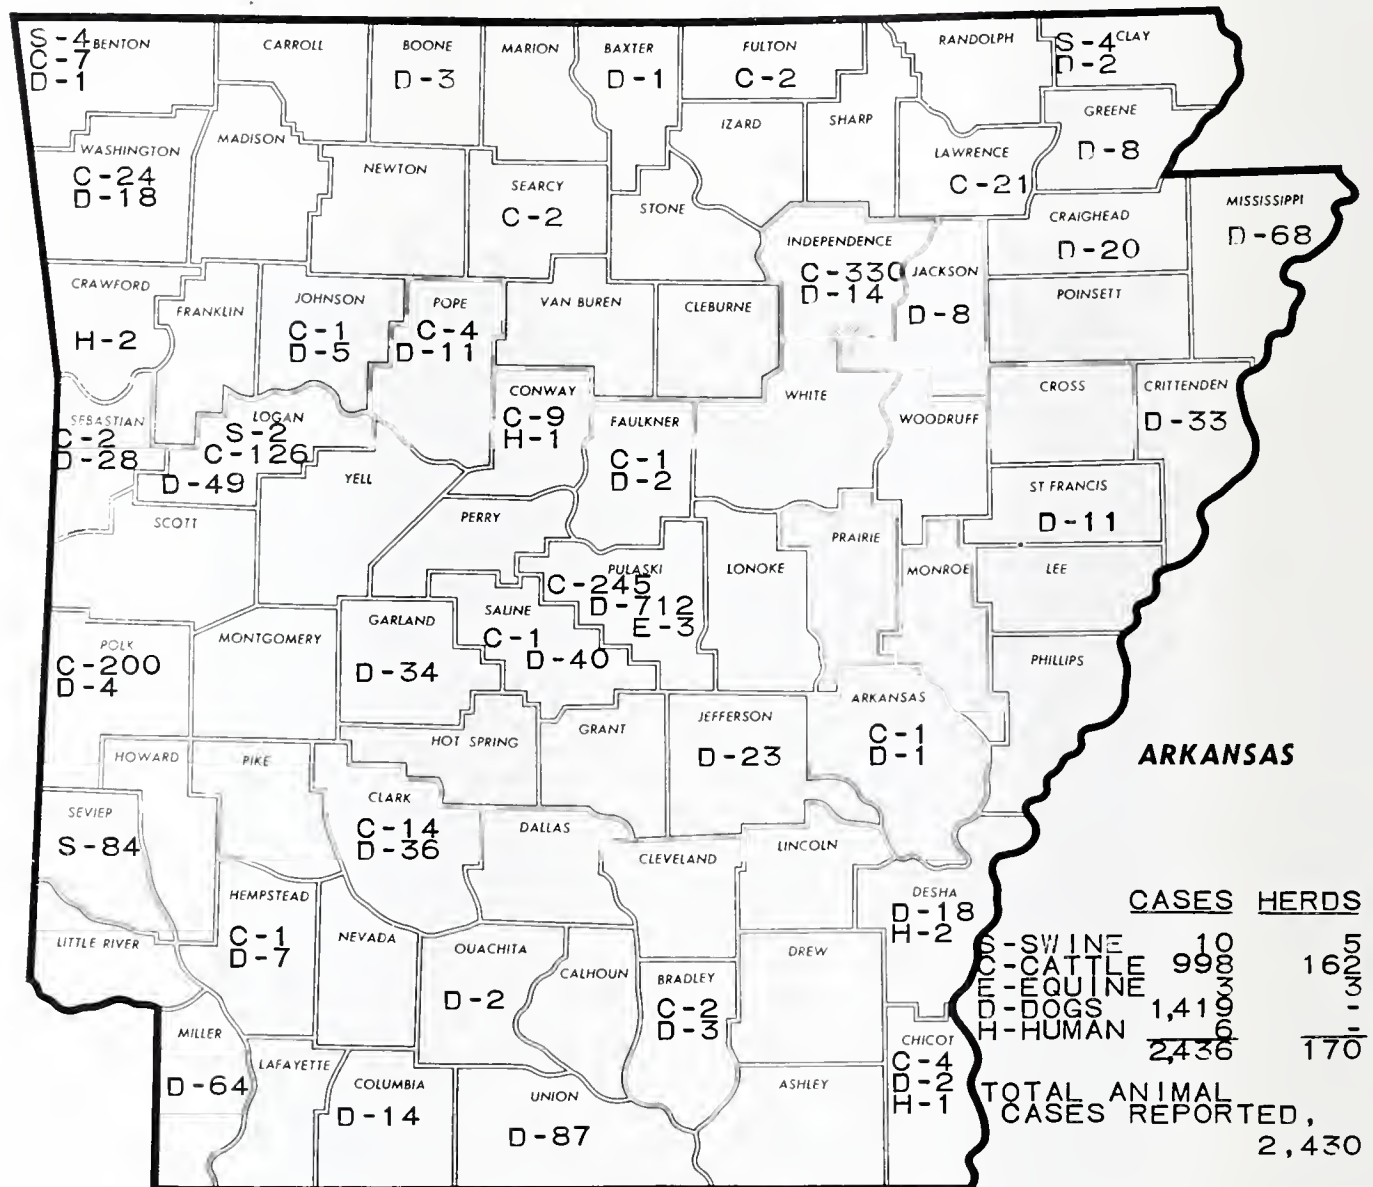 S-4 BENTON
C-7
D-1
CARROLL
BOONE
D-3
MARION
BAXTER
D-1
FULTON
C-2
RANDOLPH
S-4 CLAY
D-2
WASHINGTON
C-24
D-18
MADISON
NEWTON
SEARCY
C-2
STONE
IZARD
SHARP
LAWRENCE
C-21
GREENE
D-8
CRAIGHEAD
D-20
MISSISSIPPI
D-68
CRAWFORD
H-2
FRANKLIN
JOHNSON
C-1
D-5
POPE
C-4
D-11
VAN BUREN
CLEBURNE
INDEPENDENCE
C-330
D-14
JACKSON
D-8
POINSETT
SEBASTIAN
C-2
D-28
LOGAN
S-2
C-126
D-49
CONWAY
C-9
H-1
FAULKNER
C-1
D-2
WHITE
WOODRUFF
CROSS
CRITTENDEN
D-33
SCOTT
YELL
PERRY
PULASKI
C-245
D-712
E-3
LONOKE
PRAIRIE
MONROE
ST FRANCIS
D-11
LEE
POLK
C-200
D-4
MONTGOMERY
GARLAND
D-34
SALINE
C-1
D-40
PHILLIPS
HOWARD
PIKE
HOT SPRING
GRANT
JEFFERSON
D-23
ARKANSAS
C-1
D-1
ARKANSAS
SEVIEP
S-84
CLARK
C-14
D-36
DALLAS
CLEVELAND
LINCOLN
LITTLE RIVER
HEMPSTEAD
C-1
D-7
NEVADA
OUACHITA
D-2
CALHOUN
BRADLEY
C-2
D-3
DREW
DESHA
D-18
H-2
MILLER
D-64
LAFAYETTE
COLUMBIA
D-14
UNION
D-87
ASHLEY
CHICOT
C-4
D-2
H-1
CASES HERDS
S-SWINE 10 5
C-CATTLE 998 162
E-EQUINE 3 3
D-DOGS 1,419 -
H-HUMAN 6 -
2,436 170
TOTAL ANIMAL
CASES REPORTED,
2,430